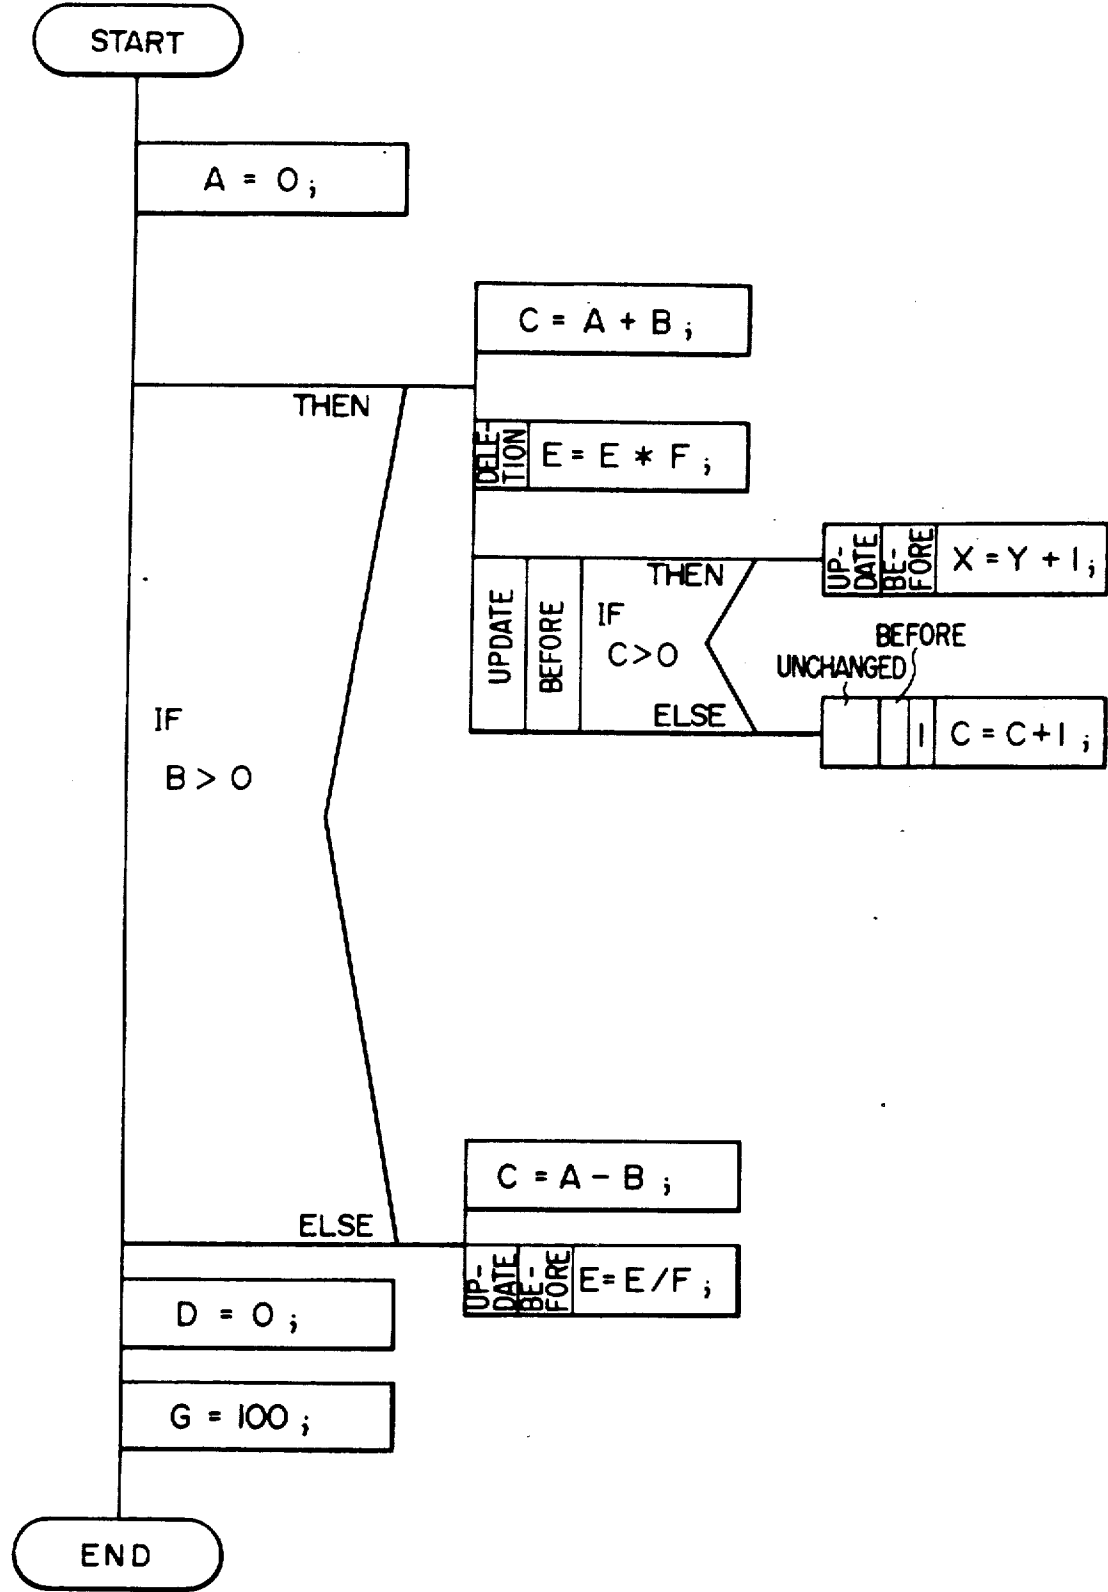 START
A = 0;
C = A + B;
THEN
DELE-
TION
E = E * F;
UP-
DATE
BE-
FORE
X = Y + 1;
THEN
UPDATE
BEFORE
IF
C > 0
BEFORE
UNCHANGED
ELSE
1
C = C + 1;
IF
B > 0
C = A - B;
ELSE
UP-
DATE
BE-
FORE
E = E / F;
D = 0;
G = 100;
END